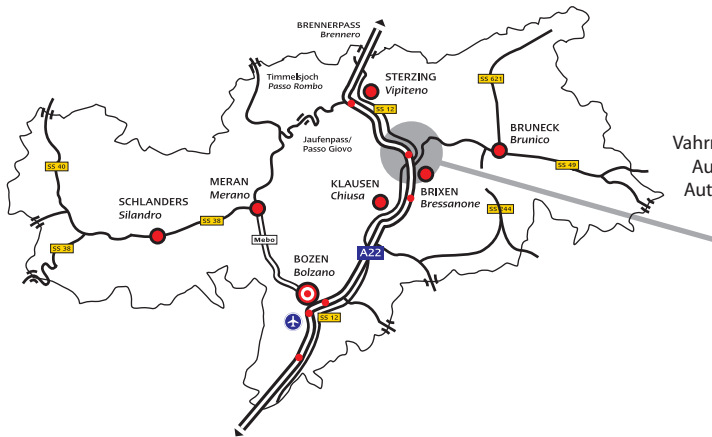 BRENNERPASS
Brennero
Timmelsjoch
Passo Rombo
STERZING
Vipiteno
SS 621
SS 12
Jaufenpass/
Passo Giovo
BRUNECK
Brunico
SS 40
SS 49
MERAN
Merano
KLAUSEN
Chiusa
BRIXEN
Bressanone
SCHLANDERS
Silandro
SS 38
SS 244
SS 38
Mebo
A22
BOZEN
Bolzano
SS 12
Au
Aut